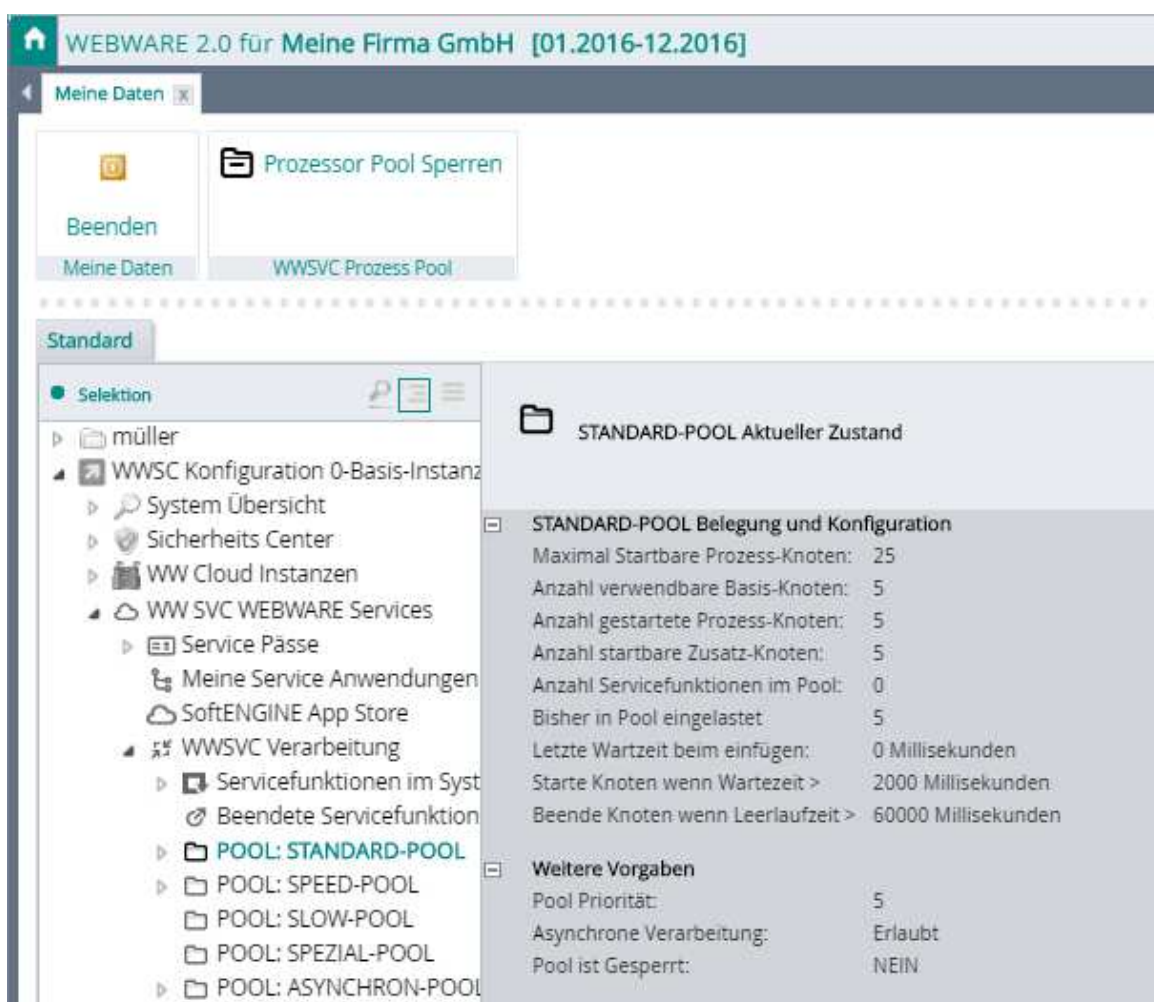 WEBWARE 2.0 für Meine Firma GmbH [01.2016-12.2016]
Meine Daten x
Prozessor Pool Sperren
Beenden
Meine Daten
WWSVC Prozess Pool
Standard
Selektion
müller
WWSC Konfiguration 0-Basis-Instanz
System Übersicht
Sicherheits Center
WW Cloud Instanzen
WW SVC WEBWARE Services
Service Pässe
Meine Service Anwendungen
SoftENGINE App Store
WWSVC Verarbeitung
Servicefunktionen im Syst
Beendete Servicefunktion
POOL: STANDARD-POOL
POOL: SPEED-POOL
POOL: SLOW-POOL
POOL: SPEZIAL-POOL
POOL: ASYNCHRON-POOL
STANDARD-POOL Aktueller Zustand
STANDARD-POOL Belegung und Konfiguration
Maximal Startbare Prozess-Knoten: 25
Anzahl verwendbare Basis-Knoten: 5
Anzahl gestartete Prozess-Knoten: 5
Anzahl startbare Zusatz-Knoten: 5
Anzahl Servicefunktionen im Pool: 0
Bisher in Pool eingelastet 5
Letzte Wartzeit beim einfügen: 0 Millisekunden
Starte Knoten wenn Wartezeit > 2000 Millisekunden
Beende Knoten wenn Leerlaufzeit > 60000 Millisekunden
Weitere Vorgaben
Pool Priorität: 5
Asynchrone Verarbeitung: Erlaubt
Pool ist Gesperrt: NEIN